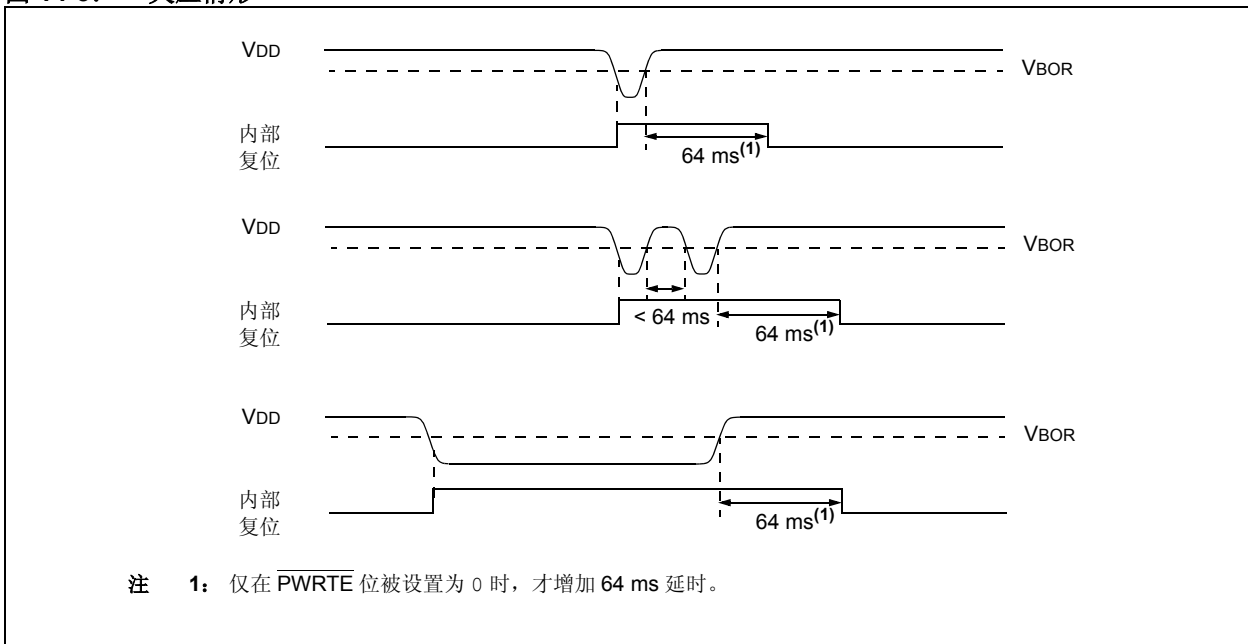 VDD
VBOR
内部
复位
64 ms(1)
VDD
VBOR
内部
复位
< 64 ms
64 ms(1)
VDD
VBOR
内部
复位
64 ms(1)
注 1: 仅在 PWRTE 位被设置为 0 时，才增加 64 ms 延时。